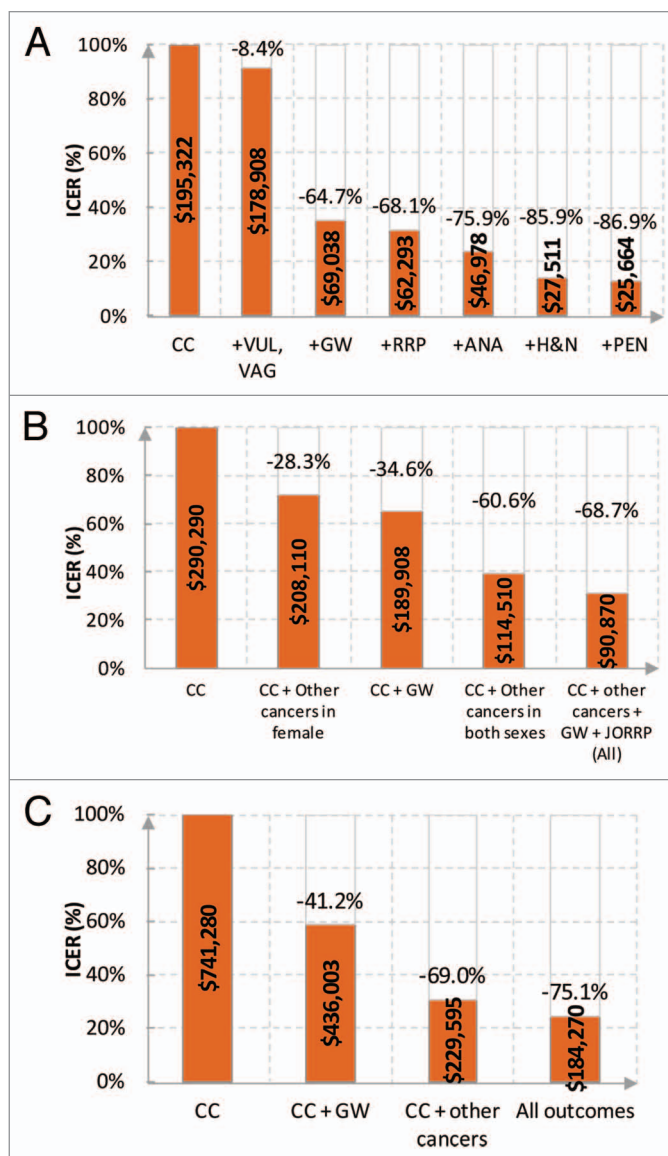 A
ICER (%)
100%
80%
60%
40%
20%
0%
-8.4%
-64.7%
-68.1%
-75.9%
-85.9%
-86.9%
$195,322
$178,908
$69,038
$62,293
$46,978
$27,511
$25,664
CC
+VUL,
VAG
+GW
+RRP
+ANA
+H&N
+PEN
B
ICER (%)
100%
80%
60%
40%
20%
0%
-28.3%
-34.6%
-60.6%
-68.7%
$290,290
$208,110
$189,908
$114,510
$90,870
CC
CC + Other
cancers in
female
CC + GW
CC + Other
cancers in
both sexes
CC + other
cancers +
GW + JORRP
(All)
C
ICER (%)
100%
80%
60%
40%
20%
0%
-41.2%
-69.0%
-75.1%
$741,280
$436,003
$229,595
$184,270
CC
CC + GW
CC + other
cancers
All outcomes